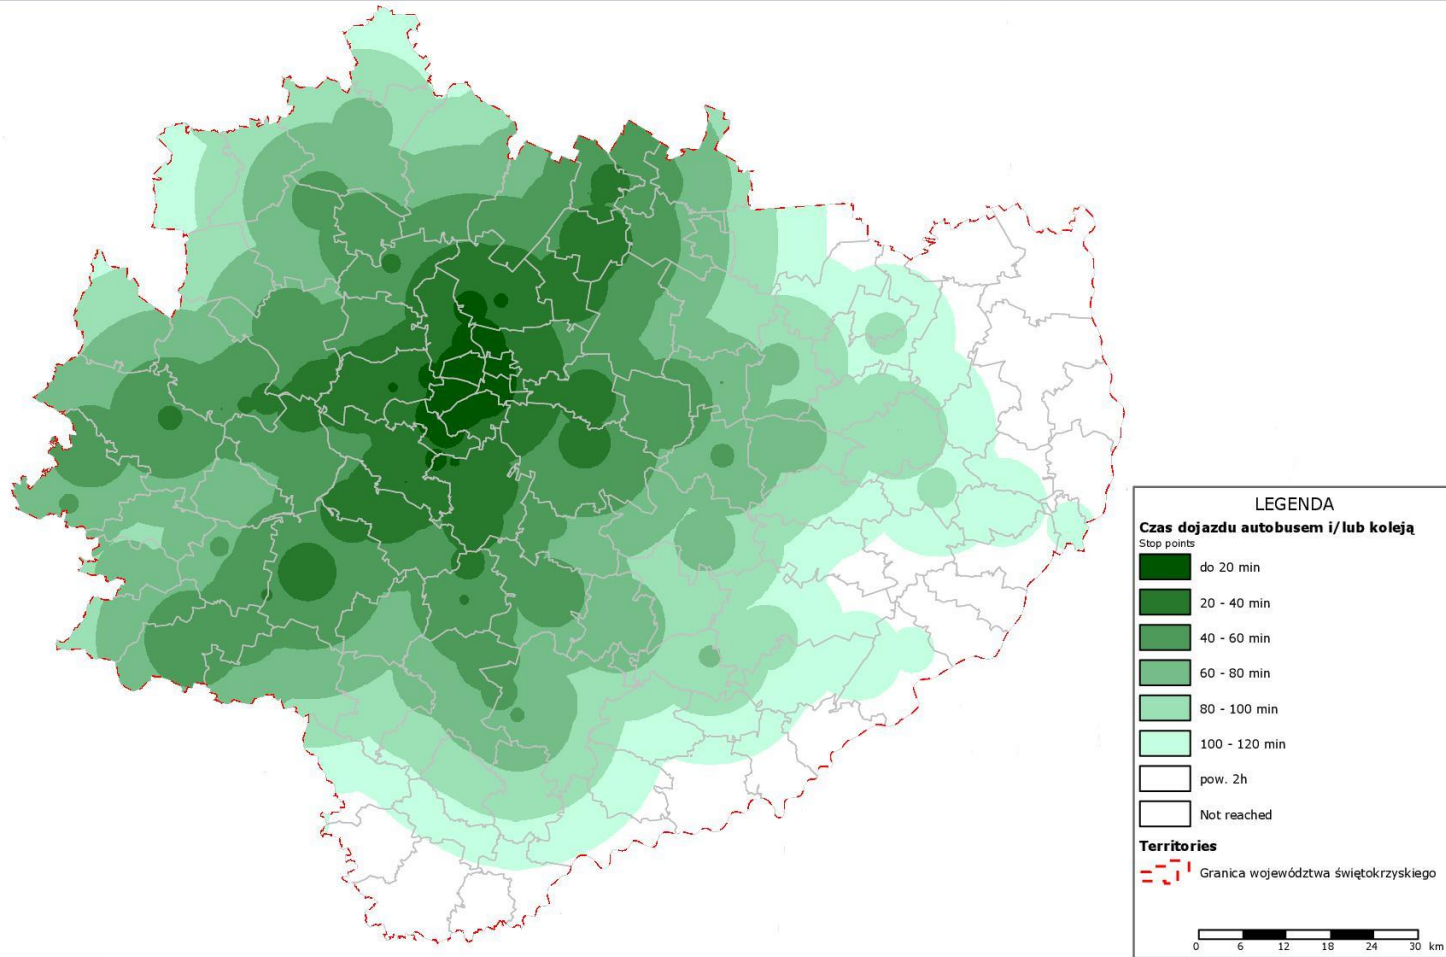 LEGENDA
Czas dojazdu autobusem i/lub koleją
Stop points
do 20 min
20 - 40 min
40 - 60 min
60 - 80 min
80 - 100 min
100 - 120 min
pow. 2h
Not reached
Territories
Granica województwa świętokrzyskiego
0 6 12 18 24 30 km